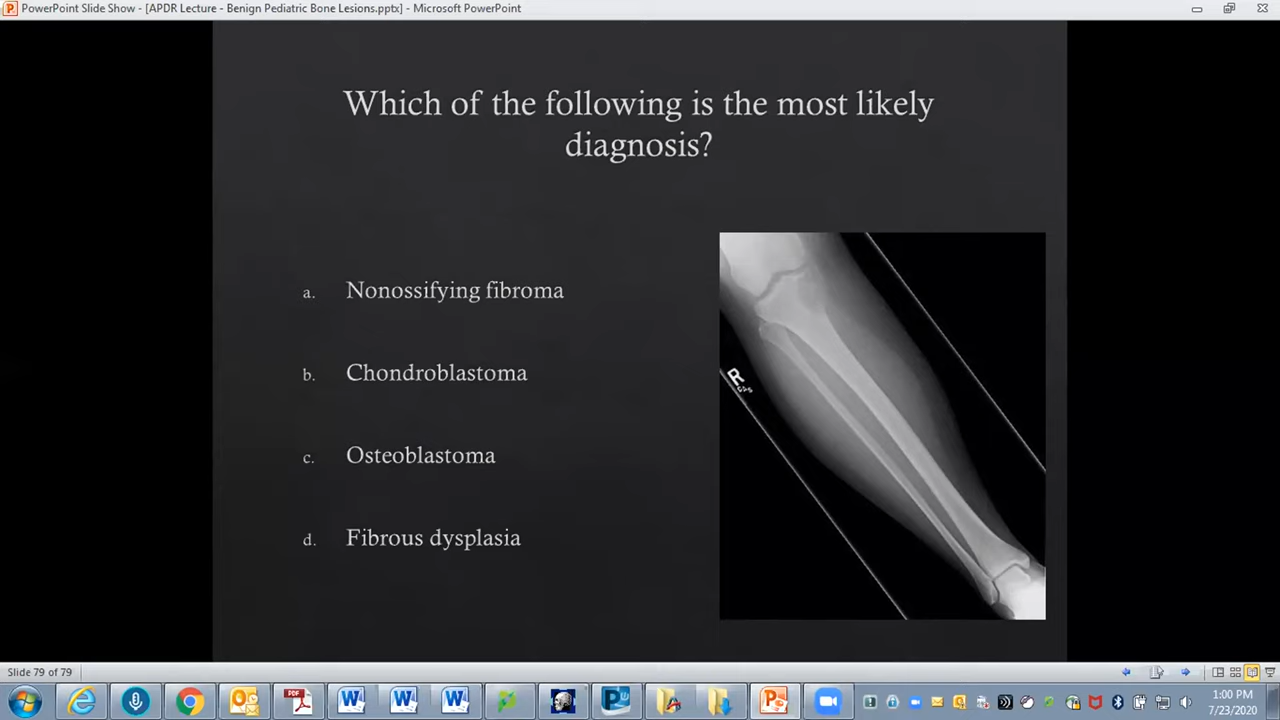 PowerPoint Slide Show - [APDR Lecture - Benign Pediatric Bone Lesions.pptx] - Microsoft PowerPoint
Which of the following is the most likely
diagnosis?
a. Nonossifying fibroma
b. Chondroblastoma
c. Osteoblastoma
d. Fibrous dysplasia
R
Slide 79 of 79
PDF
1:00 PM
7/23/2020